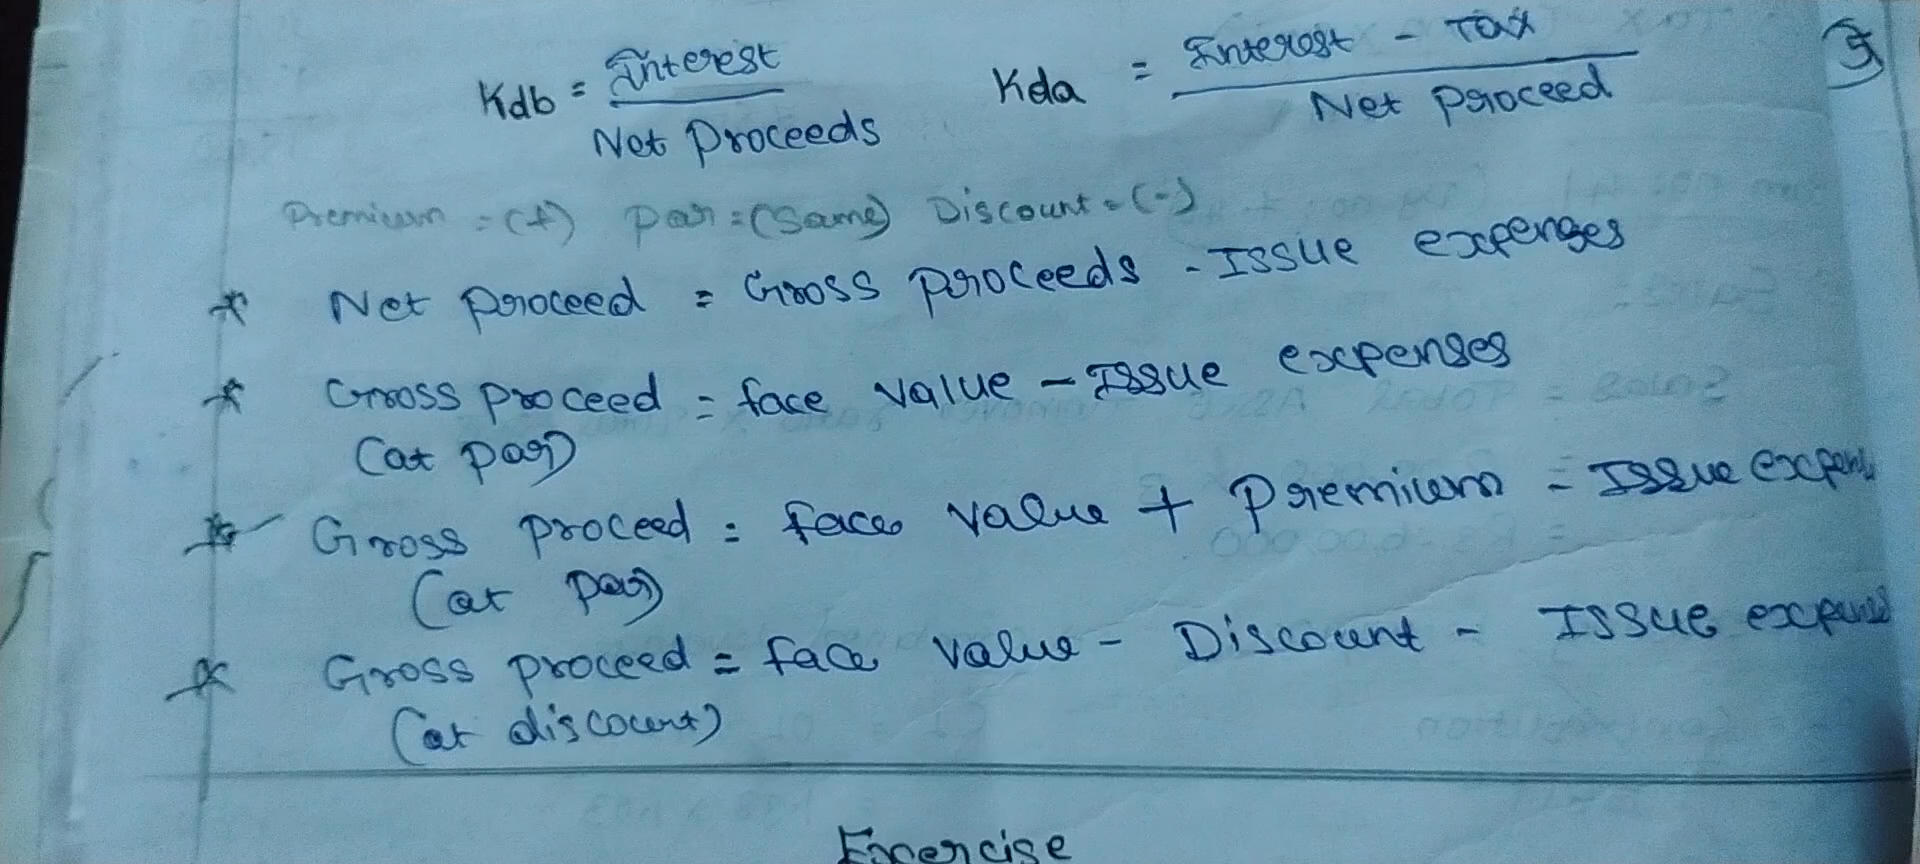 Kdb = Interest / Net Proceeds    Kda = Interest - Tax / Net Proceed
Premium = (+) Par = (Same) Discount = (-)
* Net proceed = Gross proceeds - Issue expenses
* Gross proceed = face value - Issue expenses
(at par)
* Gross proceed = face value + Premium = Issue
(at par)
* Gross proceed = face value - Discount - Issue
(at discount)
Exercise